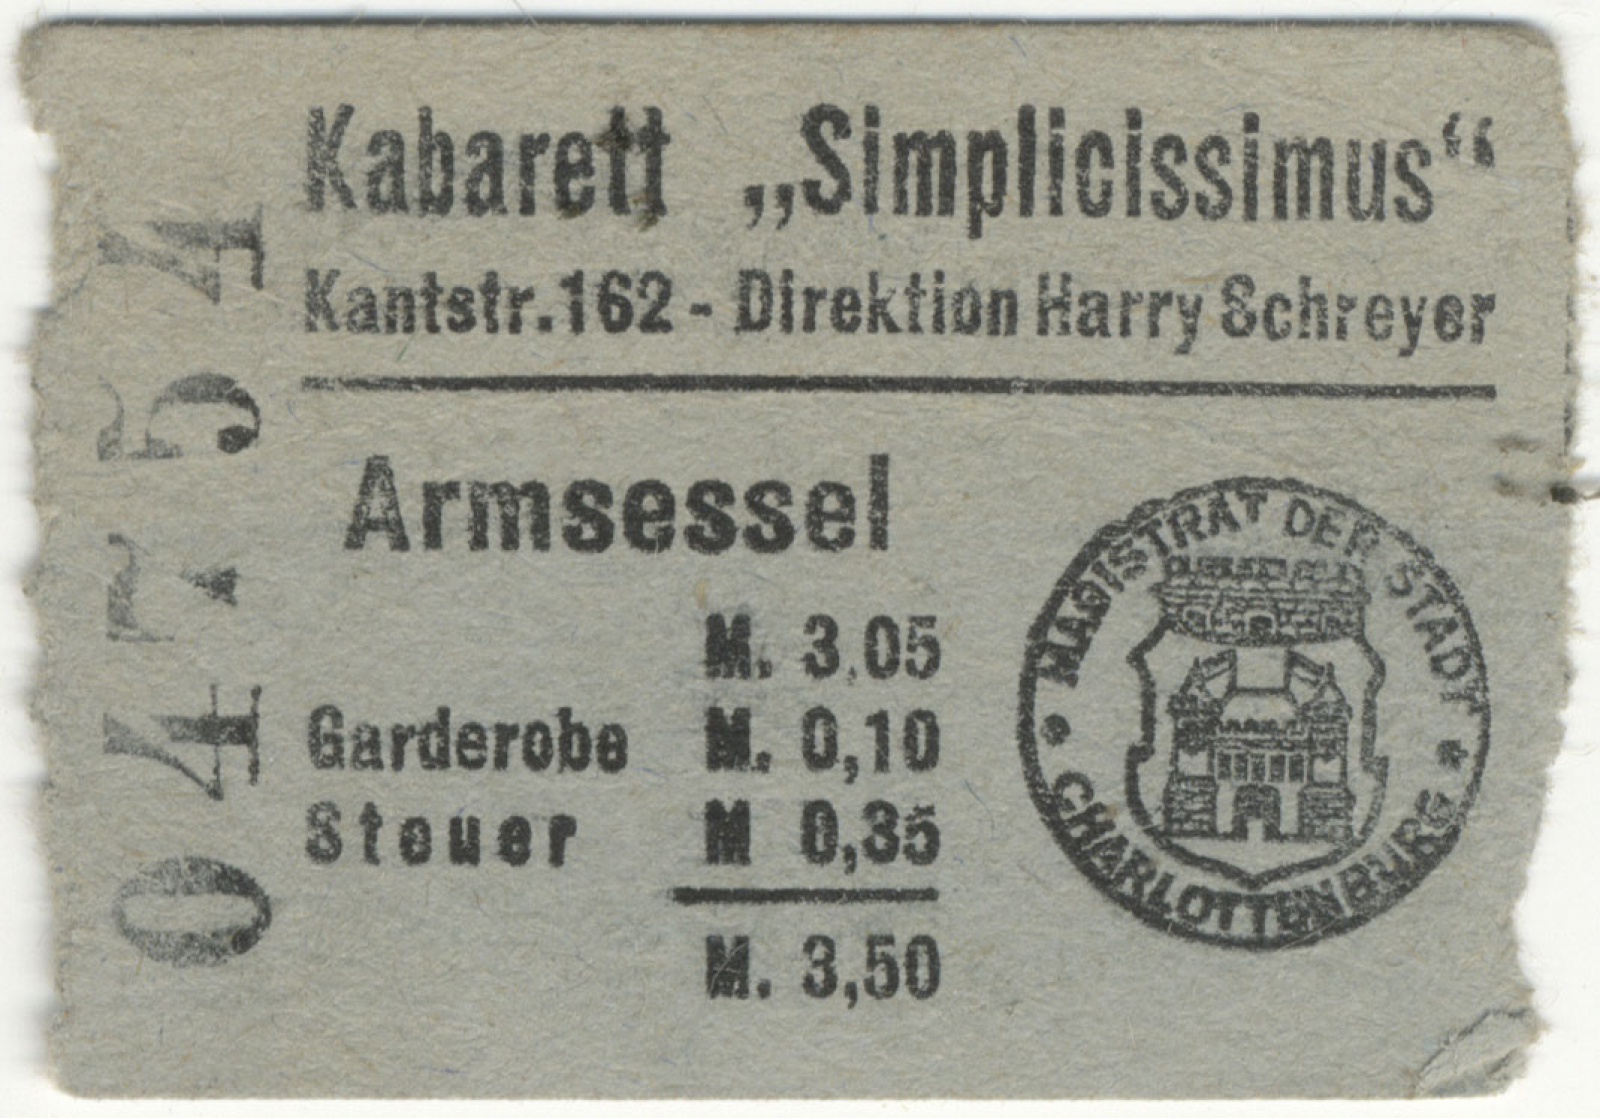 Kabarett „Simplicissimus“
Kantstr.162 - Direktion Harry Schreyer
Armsessel
M. 3.05
Garderobe M. 0,10
Steuer M 0,35
M. 3,50
MAGISTRAT DER STADT
CHARLOTTENBURG
04754